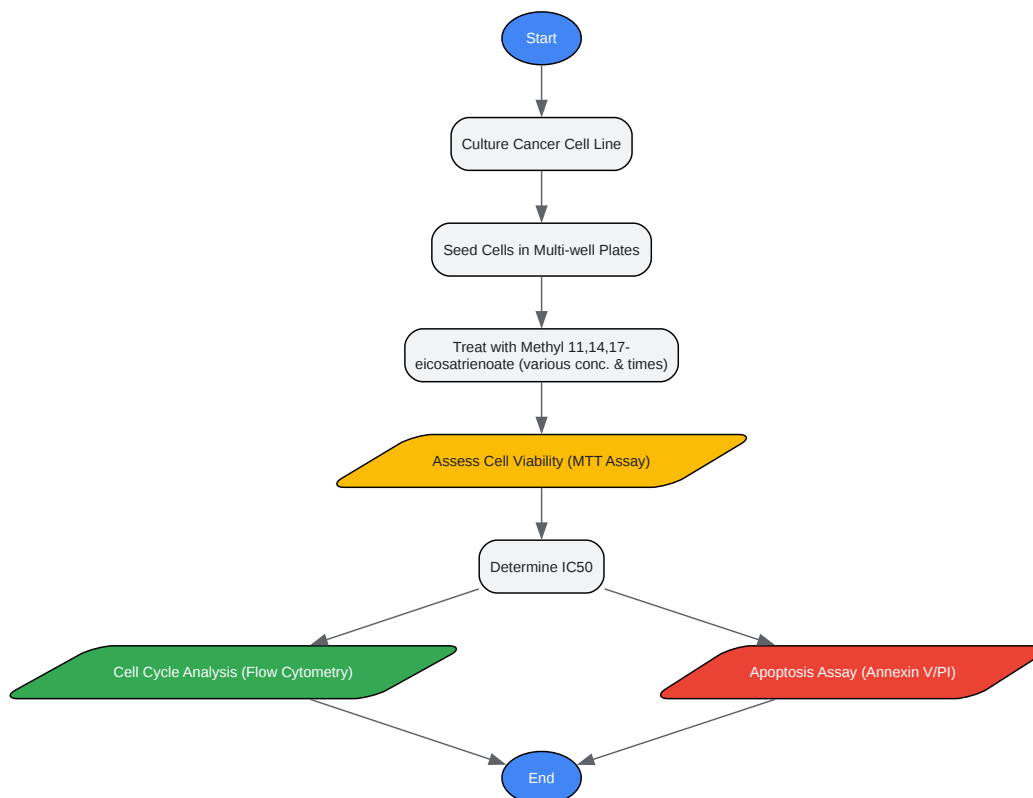 Start
Culture Cancer Cell Line
Seed Cells in Multi-well Plates
Treat with Methyl 11,14,17-
eicosatrienoate (various conc. & times)
Assess Cell Viability (MTT Assay)
Determine IC50
Cell Cycle Analysis (Flow Cytometry)
Apoptosis Assay (Annexin V/PI)
End